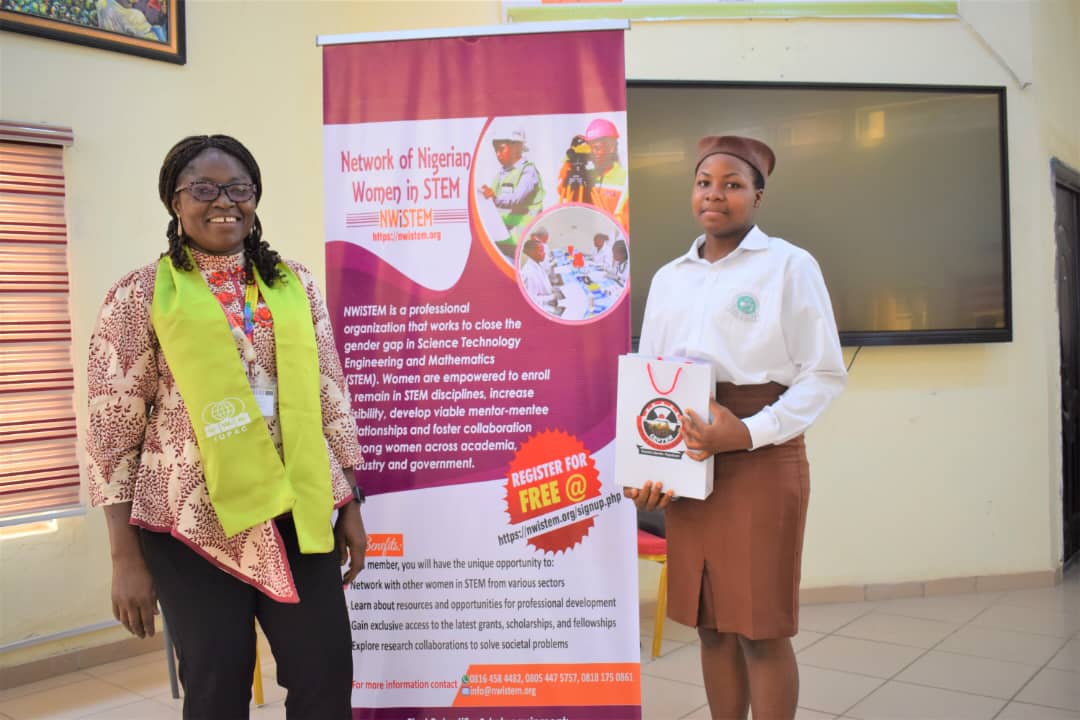 Network of Nigerian
Women in STEM
NWiSTEM
https://nwistem.org
NWISTEM is a professional
organization that works to close the
gender gap in Science Technology
Engineering and Mathematics
(STEM). Women are empowered to enroll
remain in STEM disciplines, increase
isibility, develop viable mentor-mentee
elationships and foster collaboration
ong women across academia,
ustry and government.
REGISTER FOR
FREE @
https://nwistem.org/signup.php
Benefits:
member, you will have the unique opportunity to:
Network with other women in STEM from various sectors
Learn about resources and opportunities for professional development
Gain exclusive access to the latest grants, scholarships, and fellowships
Explore research collaborations to solve societal problems
For more information contact
0816 458 4482, 0805 447 5757, 0818 175 0861
info@nwistem.org
IUPAC